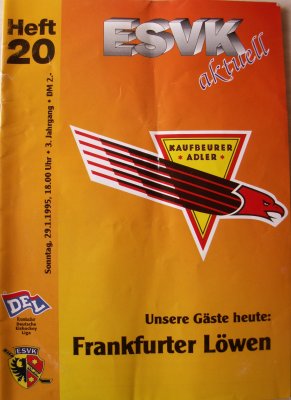 Heft
20
ESVK
aktuell
Sonntag, 29.1.1995, 18.00 Uhr • 3. Jahrgang • DM 2.-
KAUFBEURER
ADLER
DEL
Deutsche
Eishockey
Liga
Unsere Gäste heute:
Frankfurter Löwen
ESVK